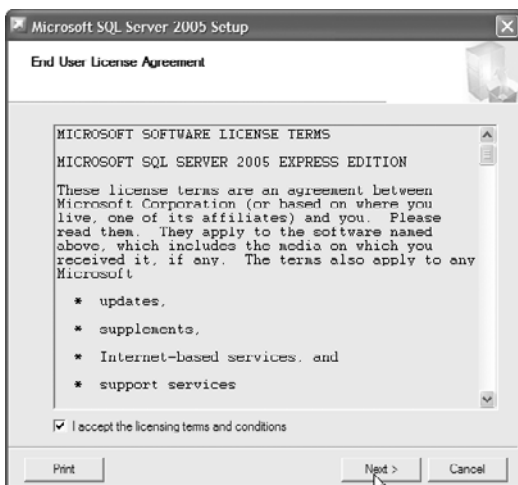 Microsoft SQL Server 2005 Setup
End User License Agreement
MICROSOFT SOFTWARE LICENSE TERMS
MICROSOFT SQL SERVER 2005 EXPRESS EDITION
These license terms are an agreement between
Microsoft Corporation (or based on where you
live, one of its affiliates) and you. Please
read them. They apply to the software named
above, which includes the media on which you
received it, if any. The terms also apply to any
Microsoft
* updates,
* supplements,
* Internet-based services, and
* support services
I accept the licensing terms and conditions
Print
Next >
Cancel